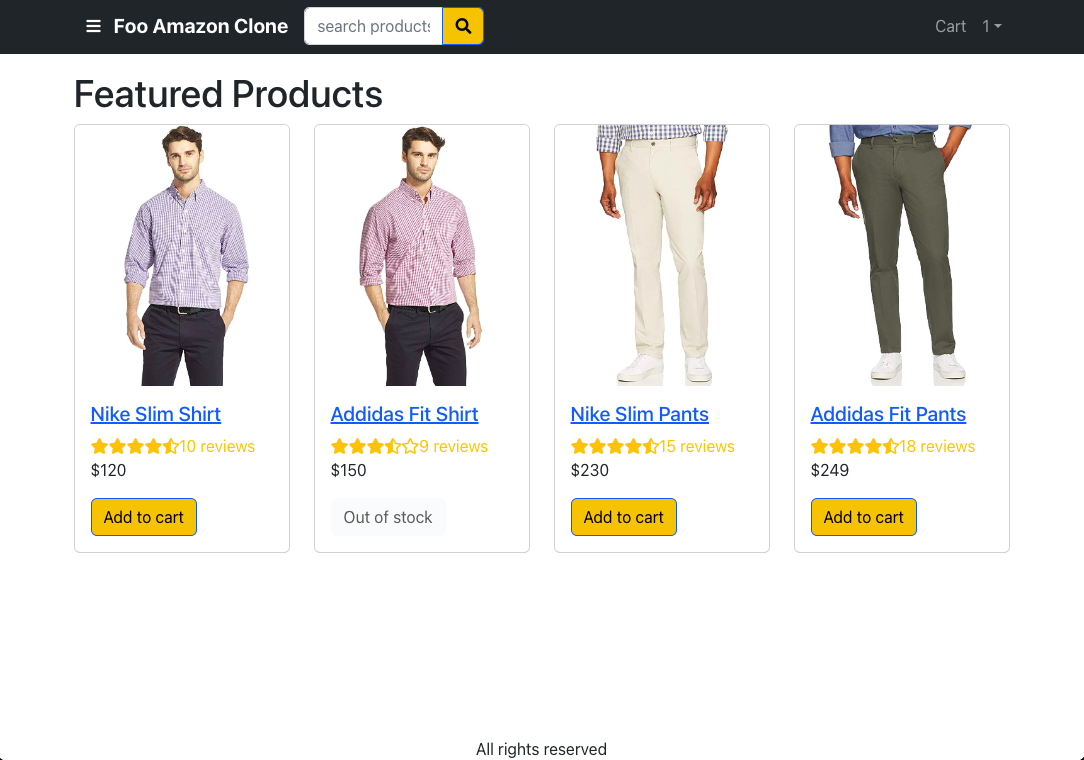 Foo Amazon Clone
search products
Cart
1
Featured Products
Nike Slim Shirt
10 reviews
$120
Add to cart
Addidas Fit Shirt
9 reviews
$150
Out of stock
Nike Slim Pants
15 reviews
$230
Add to cart
Addidas Fit Pants
18 reviews
$249
Add to cart
All rights reserved